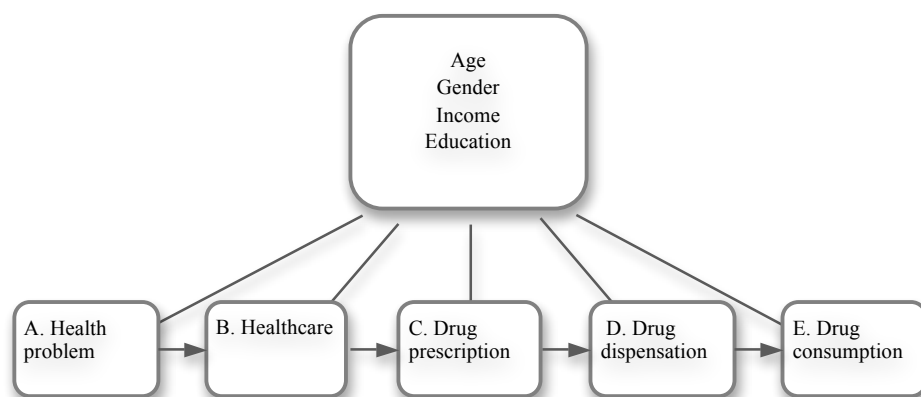 Age
Gender
Income
Education
A. Health
problem
B. Healthcare
C. Drug
prescription
D. Drug
dispensation
E. Drug
consumption